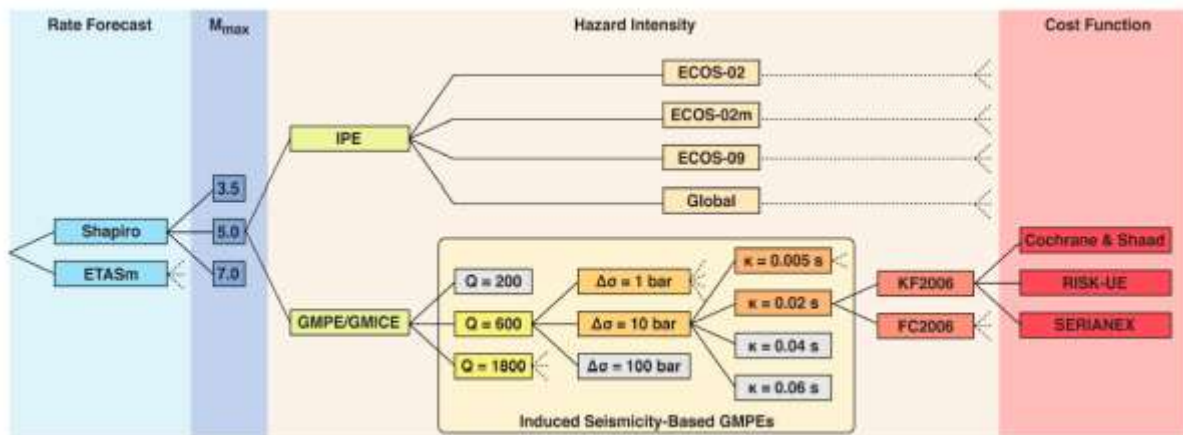 Rate Forecast
Mmax
Hazard Intensity
Cost Function
ECOS-02
ECOS-02m
IPE
ECOS-09
3.5
Global
Shapiro
5.0
Cochrane & Shaad
ETASm
7.0
κ = 0.005 s
Q = 200
Δσ = 1 bar
KF2006
RISK-UE
κ = 0.02 s
GMPE/GMICE
Q = 600
Δσ = 10 bar
FC2006
SERIANEX
κ = 0.04 s
Q = 1800
Δσ = 100 bar
κ = 0.06 s
Induced Seismicity-Based GMPEs